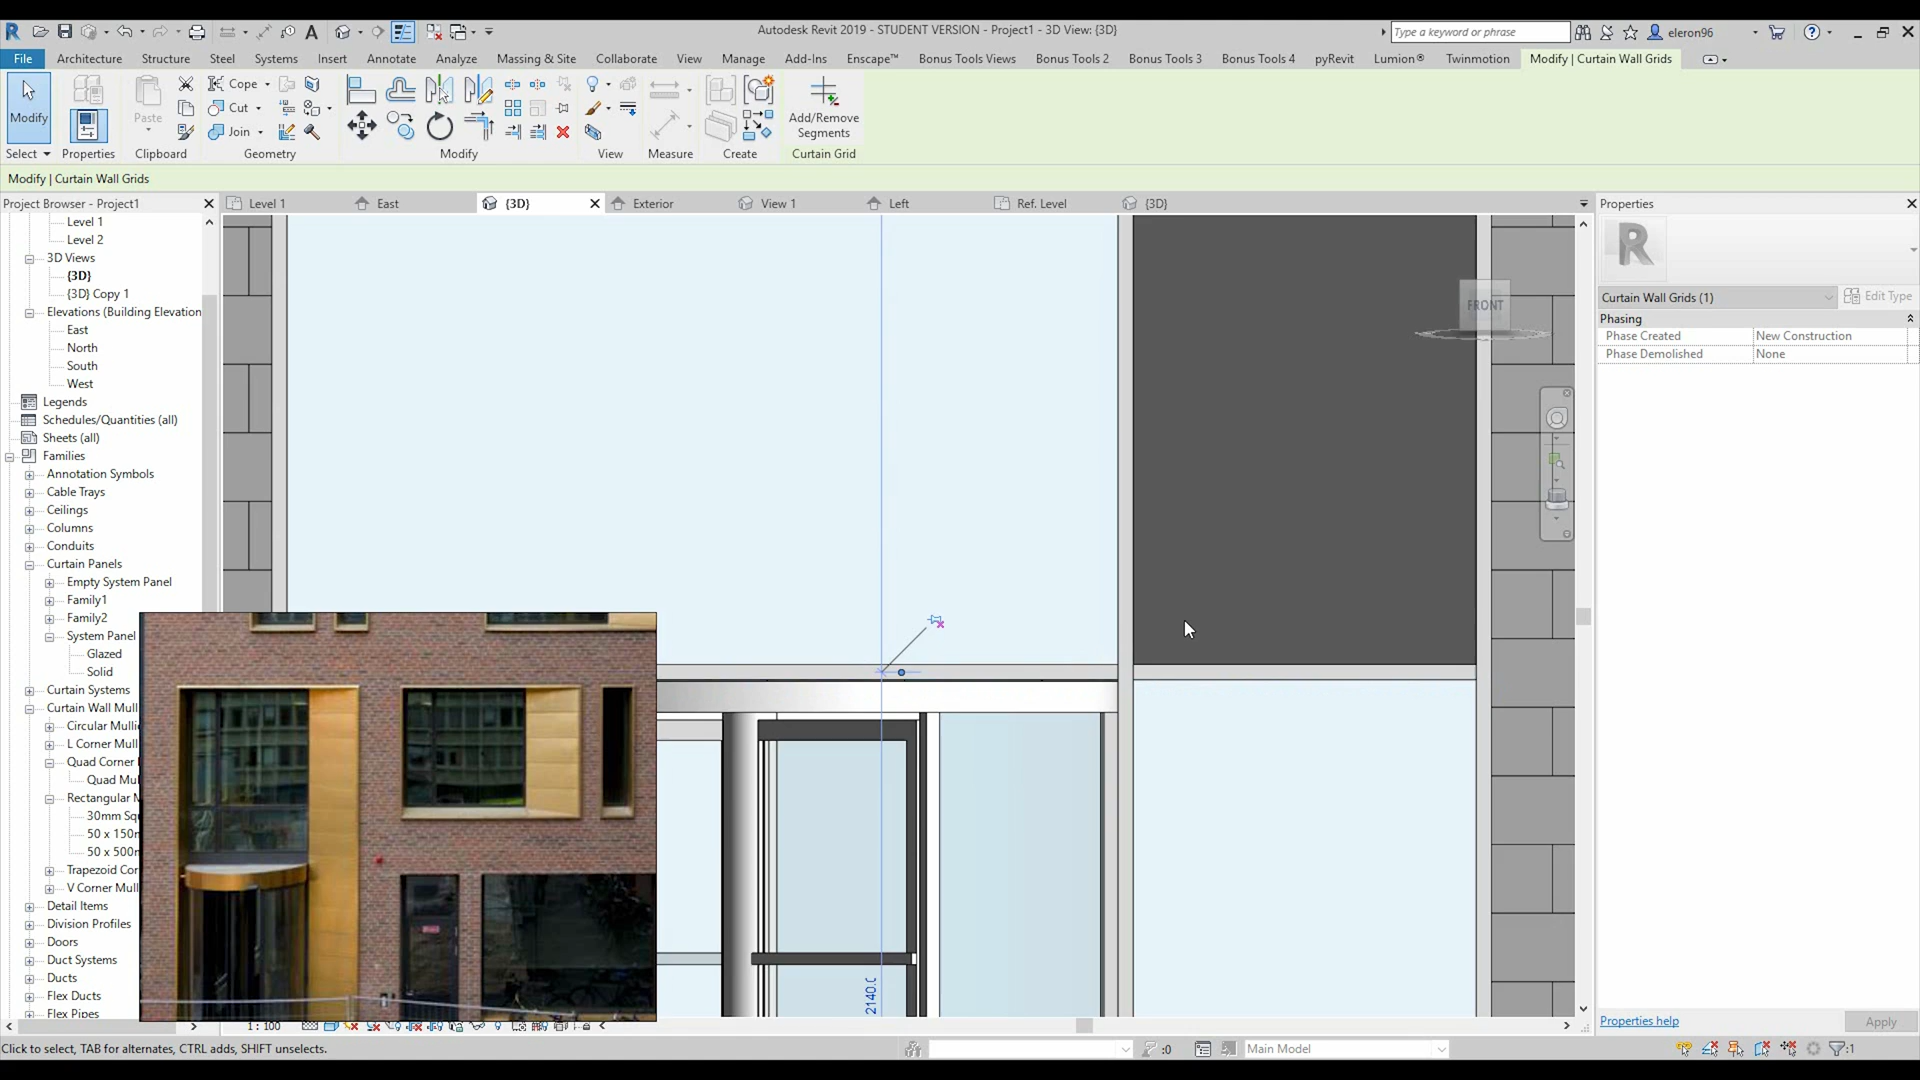 Autodesk Revit 2019 - STUDENT VERSION - Project1 - 3D View: {3D}
Type a keyword or phrase
eleron96
File
Architecture
Structure
Steel
Systems
Insert
Annotate
Analyze
Massing & Site
Collaborate
View
Manage
Add-Ins
Enscape™
Bonus Tools Views
Bonus Tools 2
Bonus Tools 3
Bonus Tools 4
pyRevit
Lumion®
Twinmotion
Modify | Curtain Wall Grids
Modify
Paste
Cope
Cut
Join
Add/Remove
Segments
Select
Properties
Clipboard
Geometry
Modify
View
Measure
Create
Curtain Grid
Modify | Curtain Wall Grids
Project Browser - Project1
Level 1
East
{3D}
Exterior
View 1
Left
Ref. Level
{3D}
Properties
Level 1
Level 2
3D Views
{3D}
{3D} Copy 1
Elevations (Building Elevation
East
North
South
West
Legends
Schedules/Quantities (all)
Sheets (all)
Families
Annotation Symbols
Cable Trays
Ceilings
Columns
Conduits
Curtain Panels
Empty System Panel
Family1
Family2
System Panel
Glazed
Solid
Curtain Systems
Curtain Wall Mull
Circular Mulli
L Corner Mull
Quad Corner
Quad Mul
Rectangular M
30mm Squ
50 x 150r
50 x 500r
Trapezoid Cor
V Corner Mull
Detail Items
Division Profiles
Doors
Duct Systems
Ducts
Flex Ducts
Flex Pipes
FRONT
2140.0
R
Curtain Wall Grids (1)
Edit Type
Phasing
Phase Created
New Construction
Phase Demolished
None
Properties help
Apply
1 : 100
Click to select, TAB for alternates, CTRL adds, SHIFT unselects.
:0
Main Model
:1